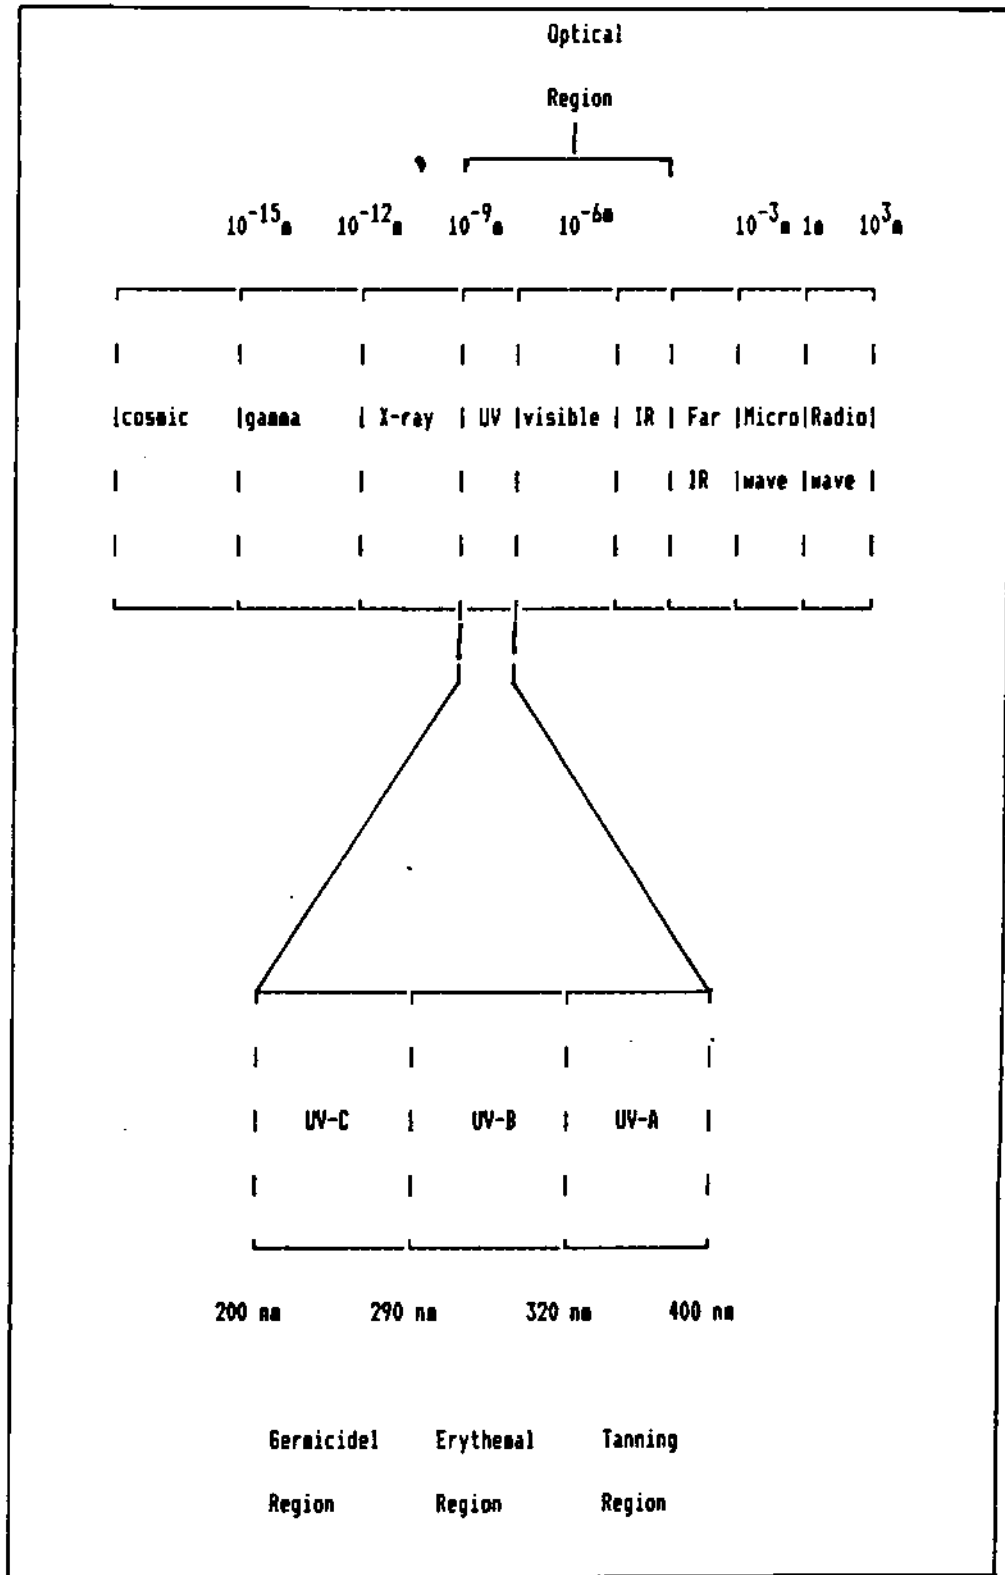 Optical
Region
10⁻¹⁵m 10⁻¹²m 10⁻⁹m 10⁻⁶m 10⁻³m 1m 10³m
cosmic gamma X-ray UV visible IR Far Micro Radio
IR wave wave
UV-C UV-B UV-A
200 nm 290 nm 320 nm 400 nm
Germicidel Erythemal Tanning
Region Region Region